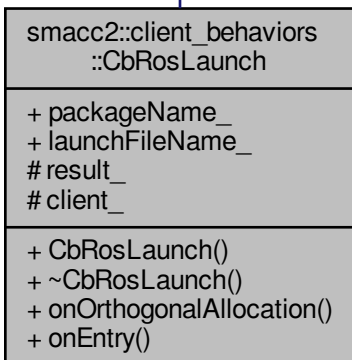 smacc2::client_behaviors
::CbRosLaunch
+ packageName_
+ launchFileName_
# result_
# client_
+ CbRosLaunch()
+ ~CbRosLaunch()
+ onOrthogonalAllocation()
+ onEntry()